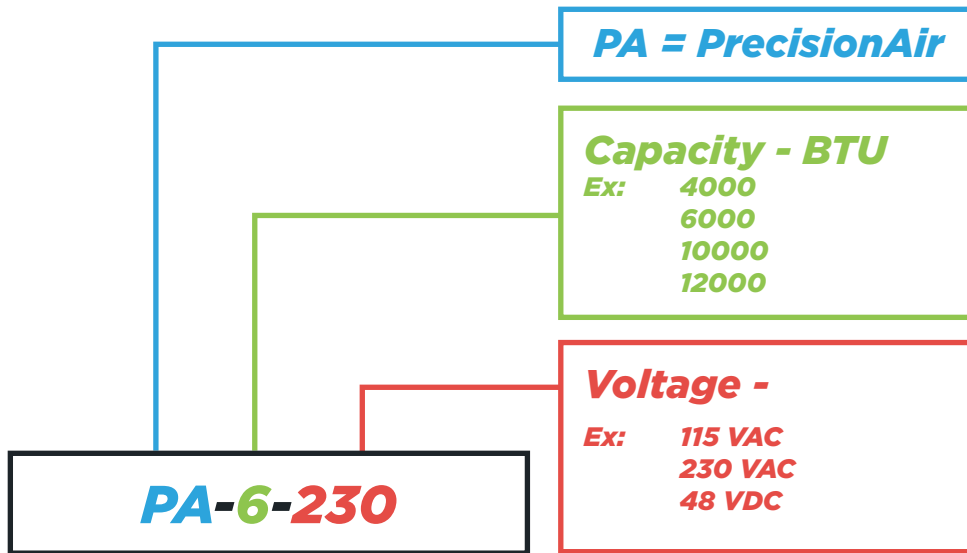 PA = PrecisionAir
Capacity - BTU
Ex: 4000
6000
10000
12000
Voltage -
Ex: 115 VAC
230 VAC
48 VDC
PA-6-230